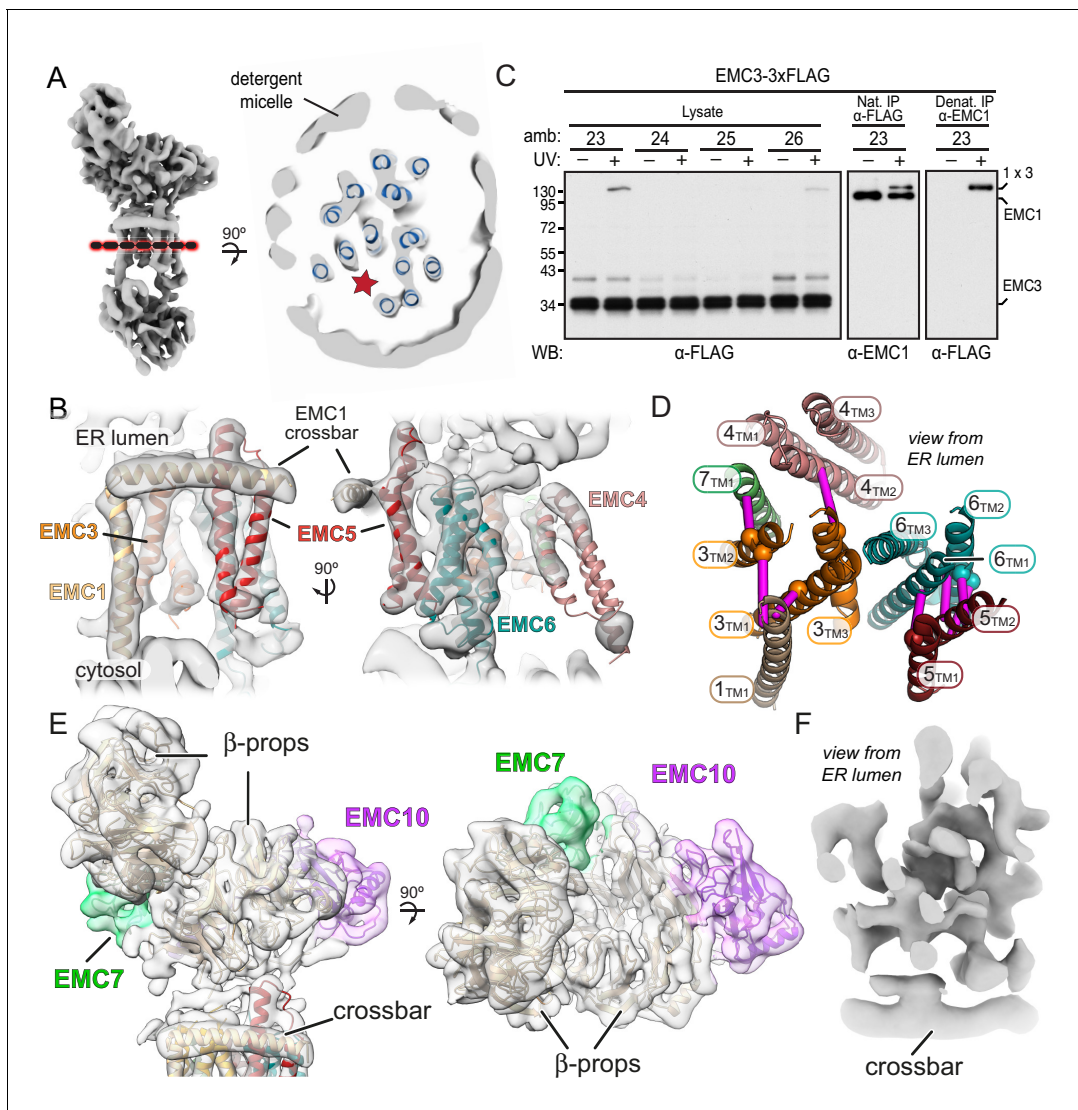 A
detergent
micelle
90º
C
EMC3-3xFLAG
Lysate
Nat. IP
α-FLAG
Denat. IP
α-EMC1
amb: 23 24 25 26 23 23
UV: − + − + − + − + − + − +
130
95
72
55
43
34
1 x 3
EMC1
EMC3
WB: α-FLAG α-EMC1 α-FLAG
B
ER lumen
EMC1
crossbar
EMC3
EMC5
EMC4
EMC1
90º
EMC6
cytosol
D
4TM3
4TM1
view from
ER lumen
7TM1
4TM2
6TM2
6TM3
3TM2
6TM1
3TM1
3TM3
5TM2
1TM1
5TM1
E
β-props
EMC7
EMC10
EMC10
90º
EMC7
crossbar
β-props
F
view from
ER lumen
crossbar